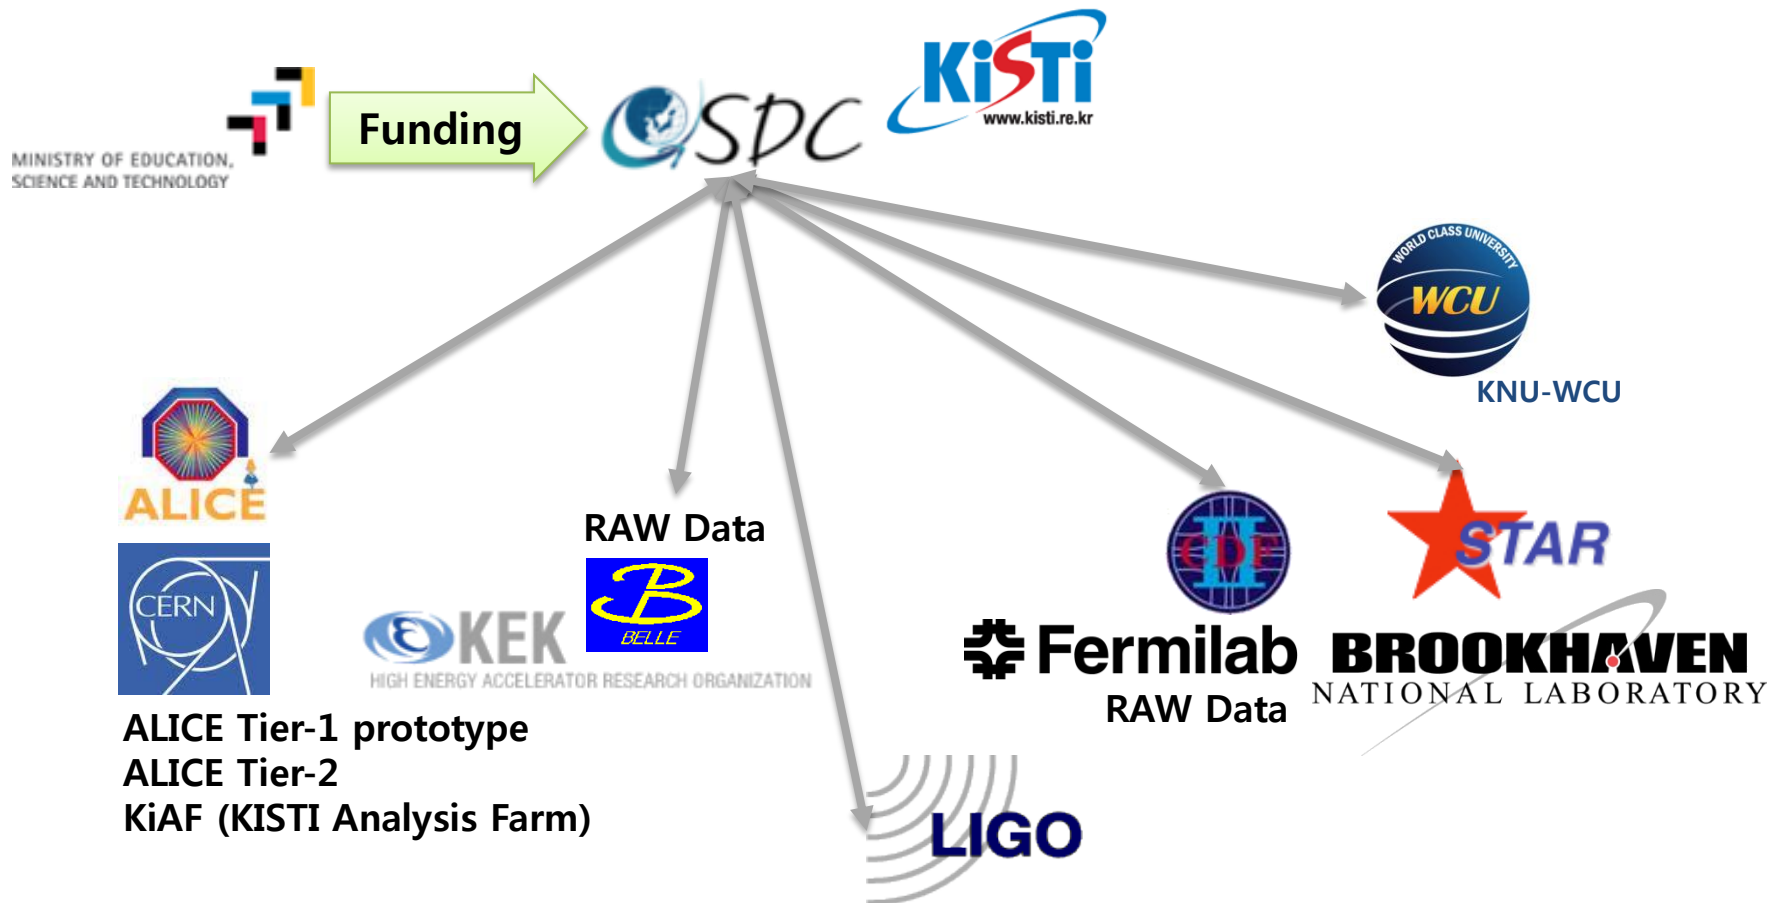 KiSTi
www.kisti.re.kr
MINISTRY OF EDUCATION,
SCIENCE AND TECHNOLOGY
Funding
GSDC
WORLD CLASS UNIVERSITY
WCU
KNU-WCU
ALICE
CERN
ALICE Tier-1 prototype
ALICE Tier-2
KiAF (KISTI Analysis Farm)
RAW Data
B
BELLE
KEK
HIGH ENERGY ACCELERATOR RESEARCH ORGANIZATION
II
CDF
Fermilab
RAW Data
STAR
BROOKHAVEN
NATIONAL LABORATORY
LIGO